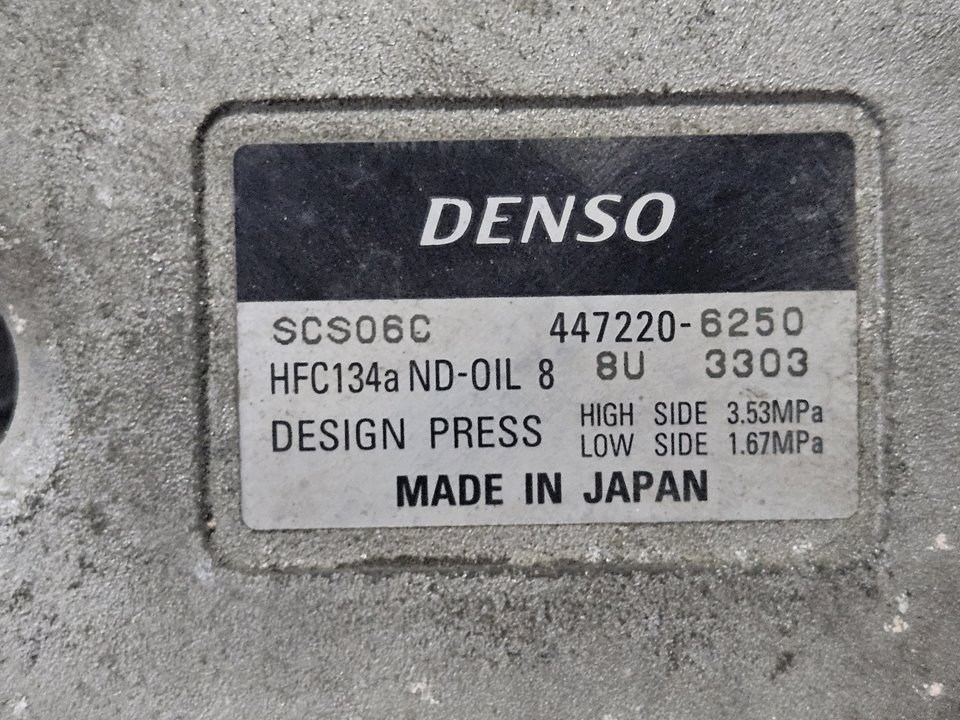 DENSO
SCS06C 447220-6250
HFC134a ND-OIL 8 8U 3303
DESIGN PRESS HIGH SIDE 3.53MPa
LOW SIDE 1.67MPa
MADE IN JAPAN